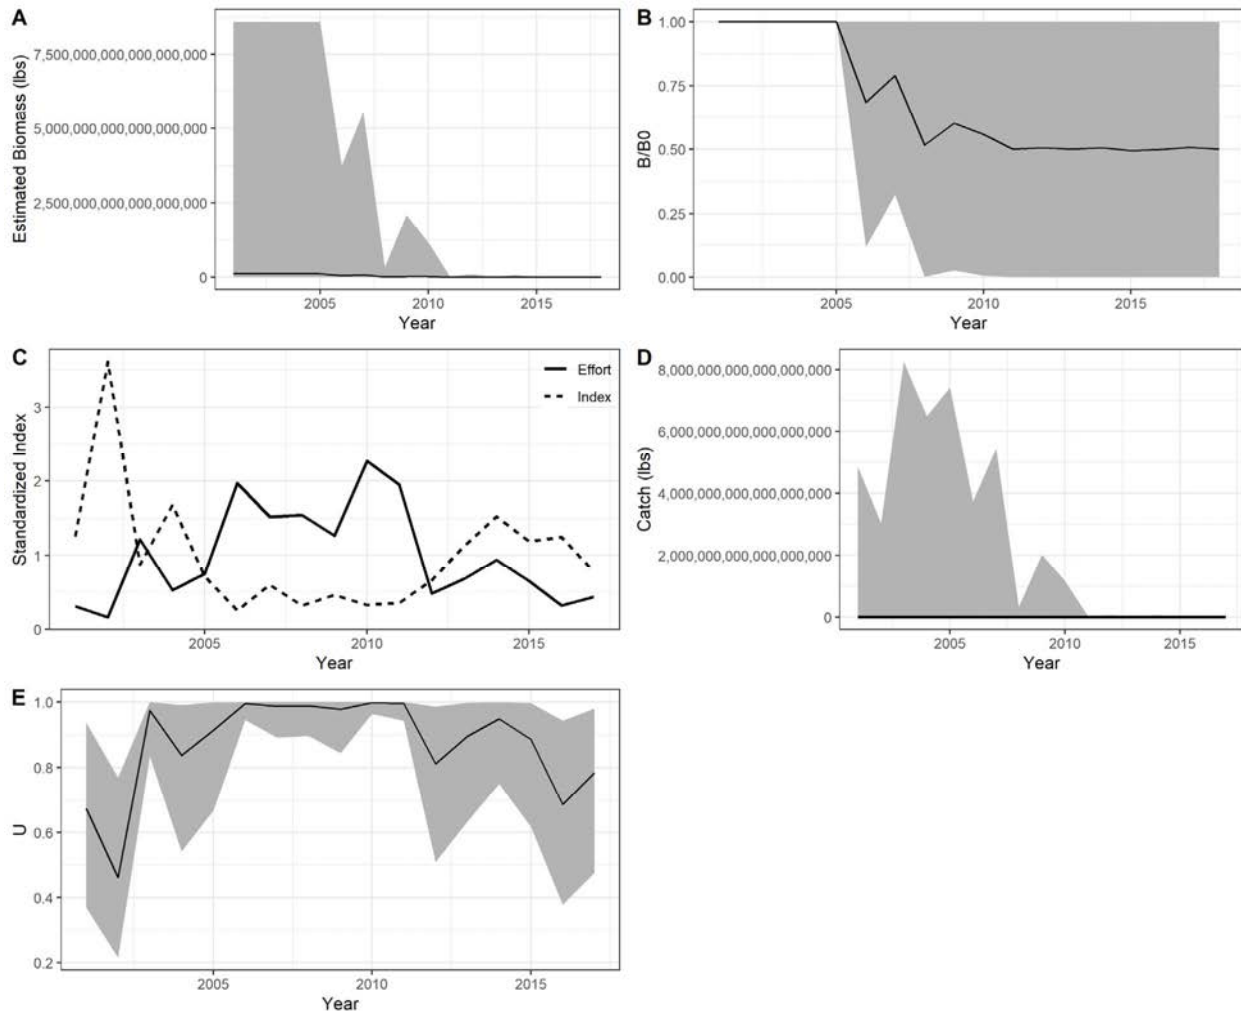 A
Estimated Biomass (lbs)
7,500,000,000,000,000,000
5,000,000,000,000,000,000
2,500,000,000,000,000,000
0
2005
2010
2015
Year
B
B/B0
1.00
0.75
0.50
0.25
0.00
2005
2010
2015
Year
C
Standardized Index
3
2
1
0
Effort
Index
2005
2010
2015
Year
D
Catch (lbs)
8,000,000,000,000,000,000
6,000,000,000,000,000,000
4,000,000,000,000,000,000
2,000,000,000,000,000,000
0
2005
2010
2015
Year
E
U
1.0
0.8
0.6
0.4
0.2
2005
2010
2015
Year